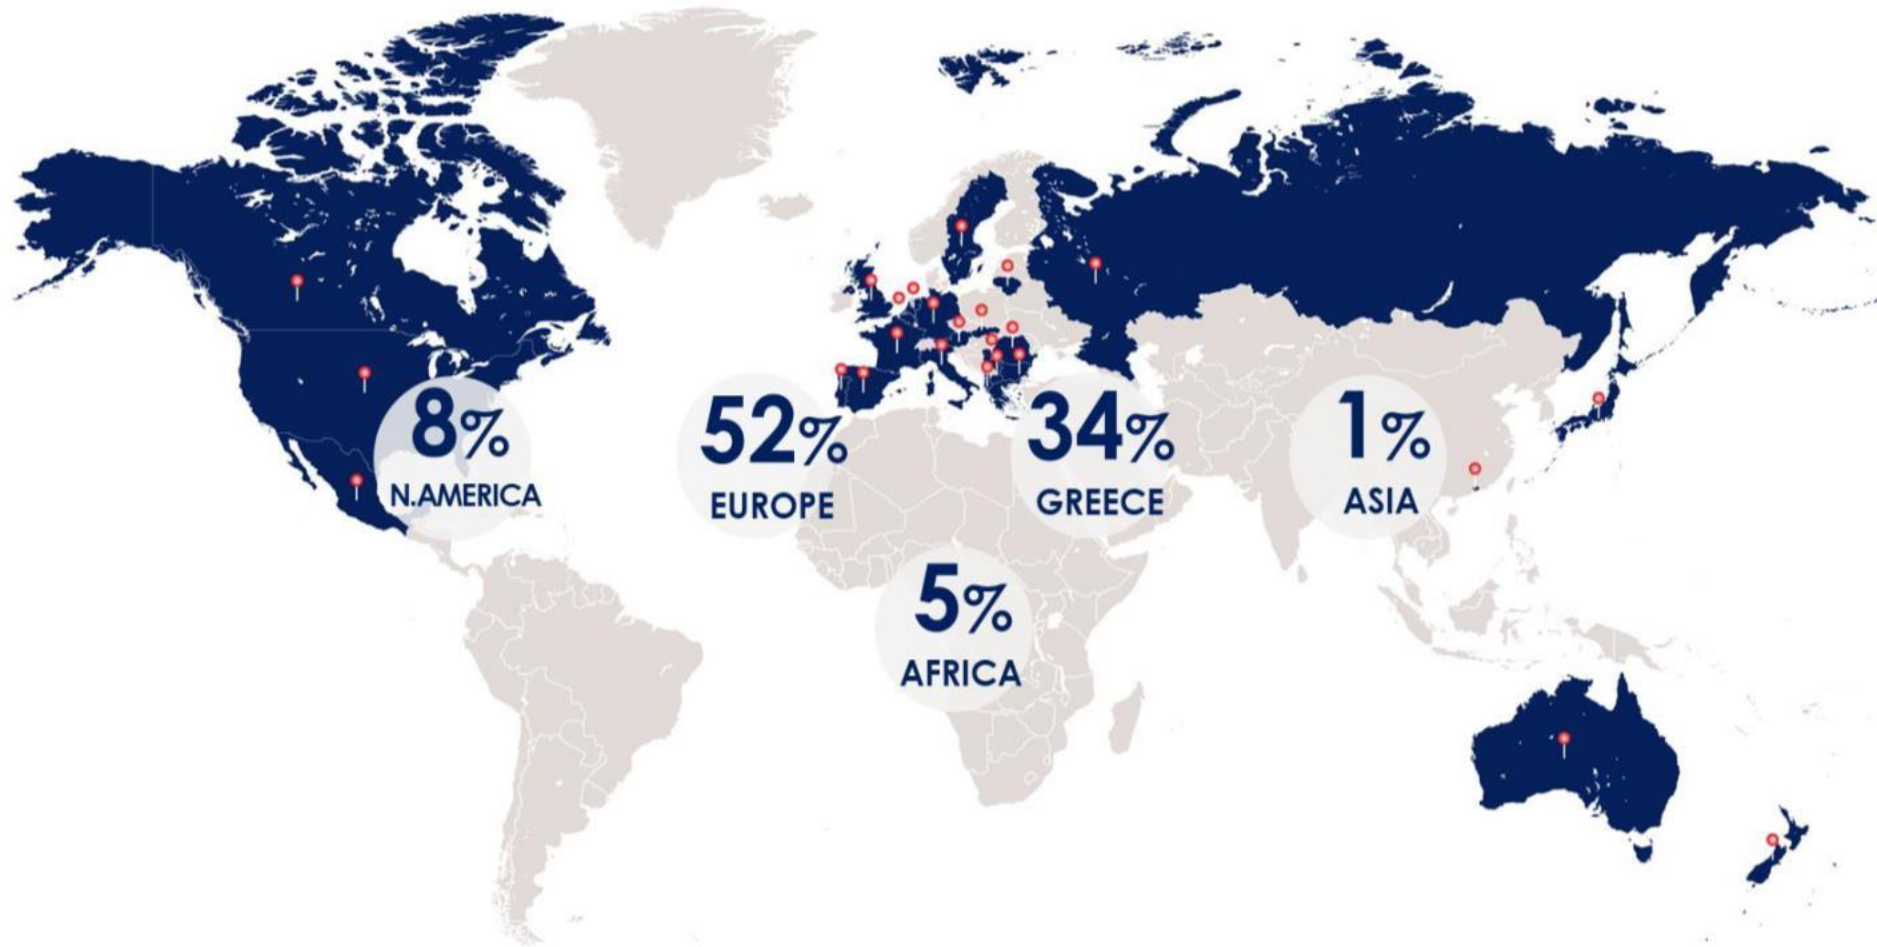 8%
N.AMERICA
52%
EUROPE
34%
GREECE
1%
ASIA
5%
AFRICA